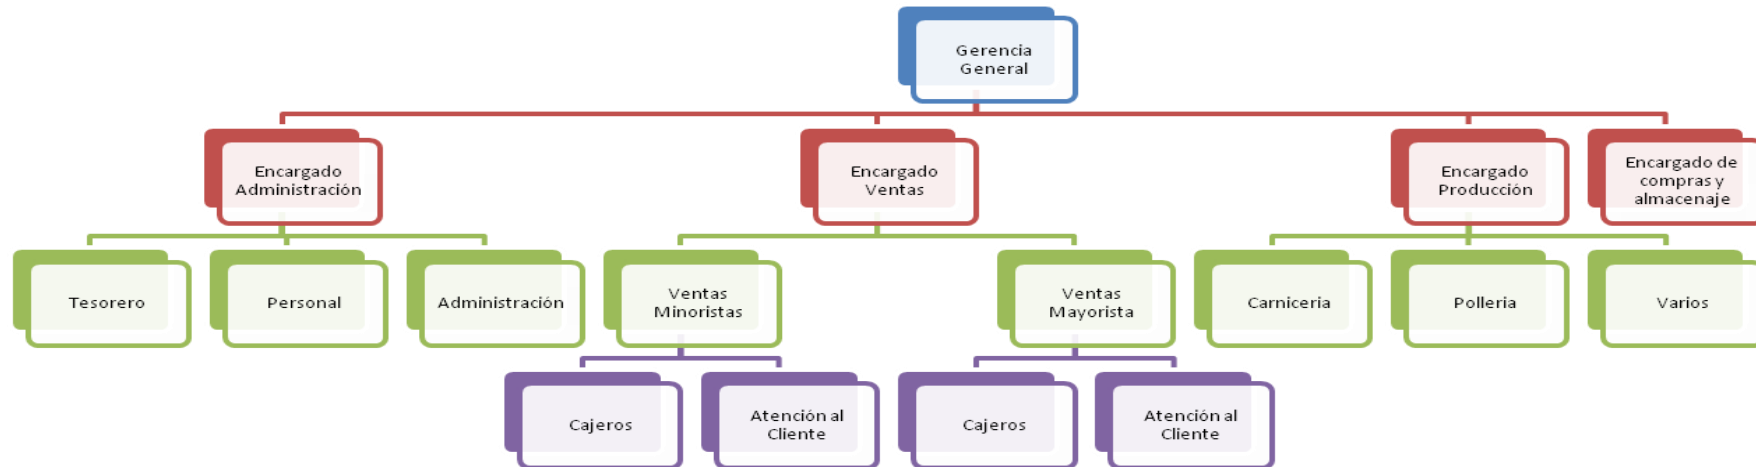 Gerencia
General
Encargado
Administración
Encargado
Ventas
Encargado
Producción
Encargado de
compras y
almacenaje
Tesorero
Personal
Administración
Ventas
Minoristas
Ventas
Mayorista
Carniceria
Polleria
Varios
Cajeros
Atención al
Cliente
Cajeros
Atención al
Cliente